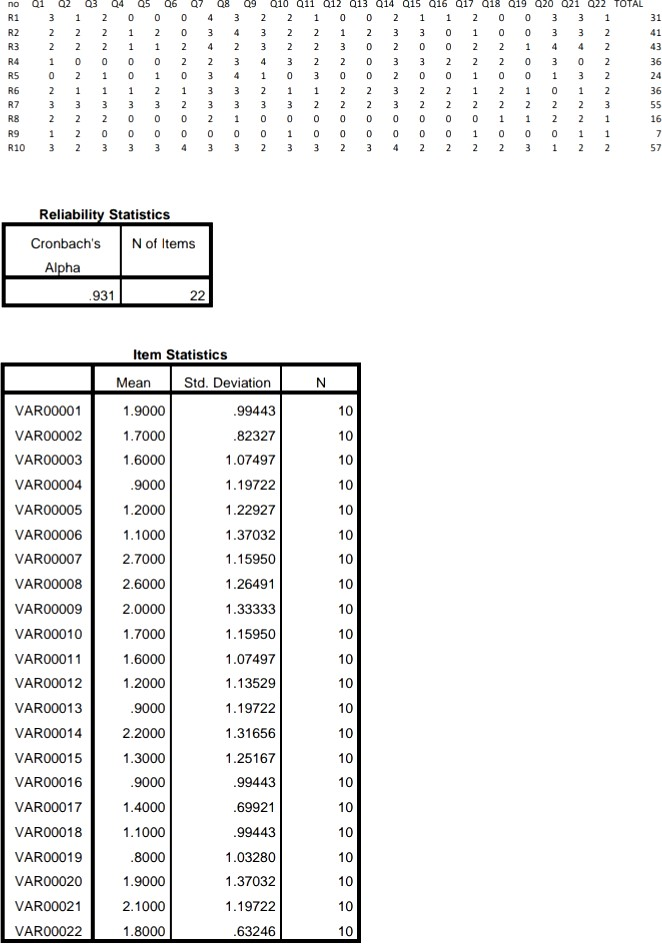 no Q1 Q2 Q3 Q4 Q5 Q6 Q7 Q8 Q9 Q10 Q11 Q12 Q13 Q14 Q15 Q16 Q17 Q18 Q19 Q20 Q21 Q22 TOTAL
R1 3 1 2 0 0 0 4 3 2 2 1 0 0 2 1 1 2 0 0 3 3 1 31
R2 2 2 2 1 2 0 3 4 3 2 2 1 2 3 3 0 1 0 0 3 3 2 41
R3 2 2 2 1 1 2 4 2 3 2 2 3 0 2 0 0 2 2 1 4 4 2 43
R4 1 0 0 0 0 2 2 3 4 3 2 2 0 3 3 2 2 2 0 3 0 2 36
R5 0 2 1 0 1 0 3 4 1 0 3 0 0 2 0 0 1 0 0 1 3 2 24
R6 2 1 1 1 2 1 3 3 2 1 1 2 2 3 2 2 1 2 1 0 1 2 36
R7 3 3 3 3 3 2 3 3 3 3 2 2 2 3 2 2 2 2 2 2 2 3 55
R8 2 2 2 0 0 0 2 1 0 0 0 0 0 0 0 0 0 1 1 2 2 1 16
R9 1 2 0 0 0 0 0 0 0 1 0 0 0 0 0 0 1 0 0 0 1 1 7
R10 3 2 3 3 3 4 3 3 2 3 3 2 3 4 2 2 2 2 3 1 2 2 57
Reliability Statistics
Cronbach's Alpha N of Items
.931 22
Item Statistics
Mean Std. Deviation N
VAR00001 1.9000 .99443 10
VAR00002 1.7000 .82327 10
VAR00003 1.6000 1.07497 10
VAR00004 .9000 1.19722 10
VAR00005 1.2000 1.22927 10
VAR00006 1.1000 1.37032 10
VAR00007 2.7000 1.15950 10
VAR00008 2.6000 1.26491 10
VAR00009 2.0000 1.33333 10
VAR00010 1.7000 1.15950 10
VAR00011 1.6000 1.07497 10
VAR00012 1.2000 1.13529 10
VAR00013 .9000 1.19722 10
VAR00014 2.2000 1.31656 10
VAR00015 1.3000 1.25167 10
VAR00016 .9000 .99443 10
VAR00017 1.4000 .69921 10
VAR00018 1.1000 .99443 10
VAR00019 .8000 1.03280 10
VAR00020 1.9000 1.37032 10
VAR00021 2.1000 1.19722 10
VAR00022 1.8000 .63246 10